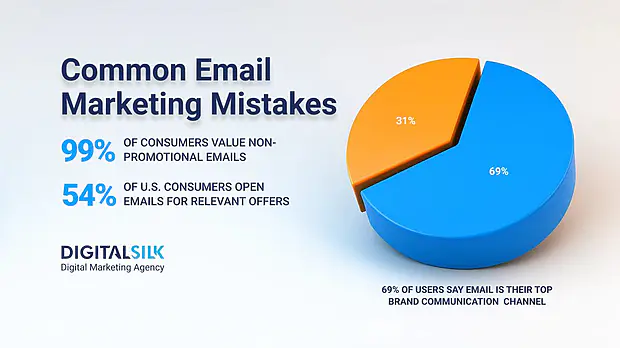 Common Email
Marketing Mistakes
99% OF CONSUMERS VALUE NON-
PROMOTIONAL EMAILS
54% OF U.S. CONSUMERS OPEN
EMAILS FOR RELEVANT OFFERS
DIGITALSILK
Digital Marketing Agency
31%
69%
69% OF USERS SAY EMAIL IS THEIR TOP
BRAND COMMUNICATION CHANNEL